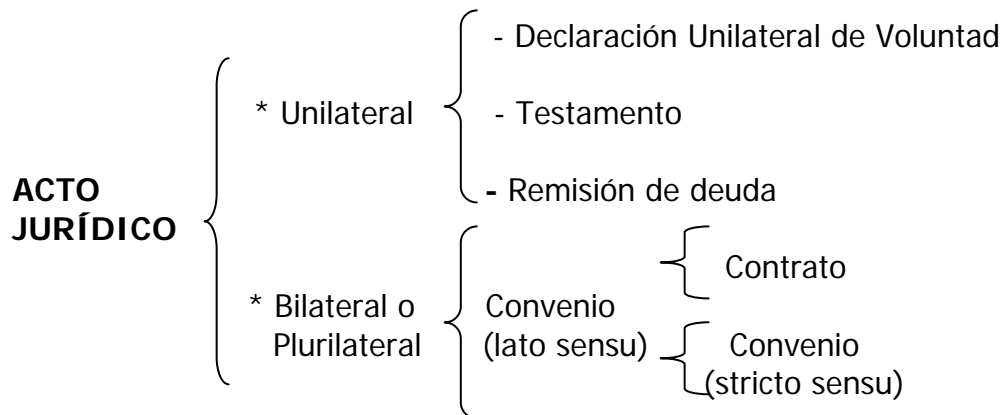 ACTO
JURÍDICO
* Unilateral
- Declaración Unilateral de Voluntad
- Testamento
- Remisión de deuda
* Bilateral o
Plurilateral
Convenio
(lato sensu)
Contrato
Convenio
(stricto sensu)